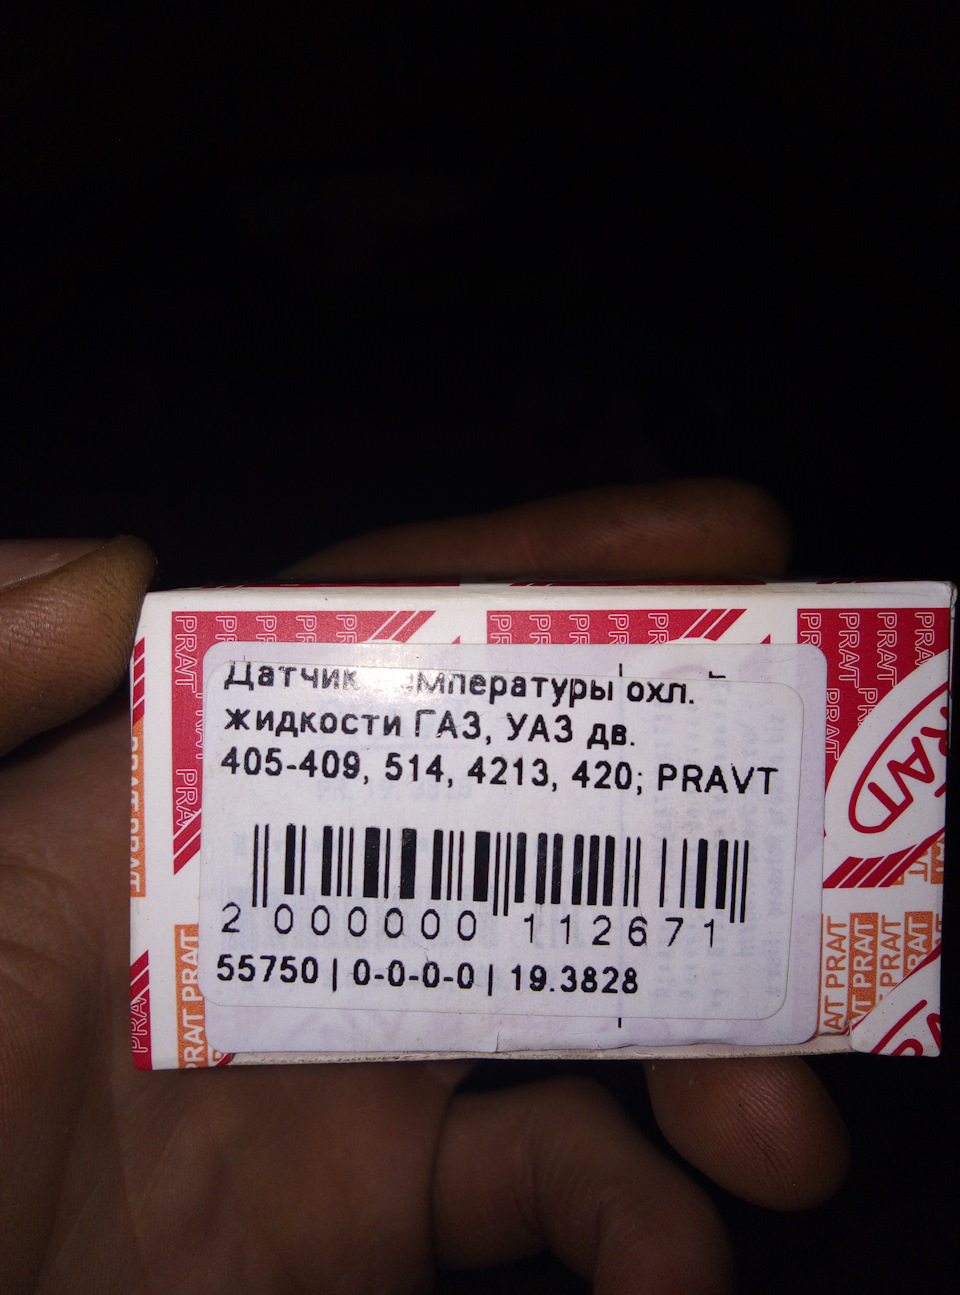 Датчик температуры охл.
жидкости ГАЗ, УАЗ дв.
405-409, 514, 4213, 420; PRAVT
2 000000 112671
55750 | 0-0-0-0 | 19.3828